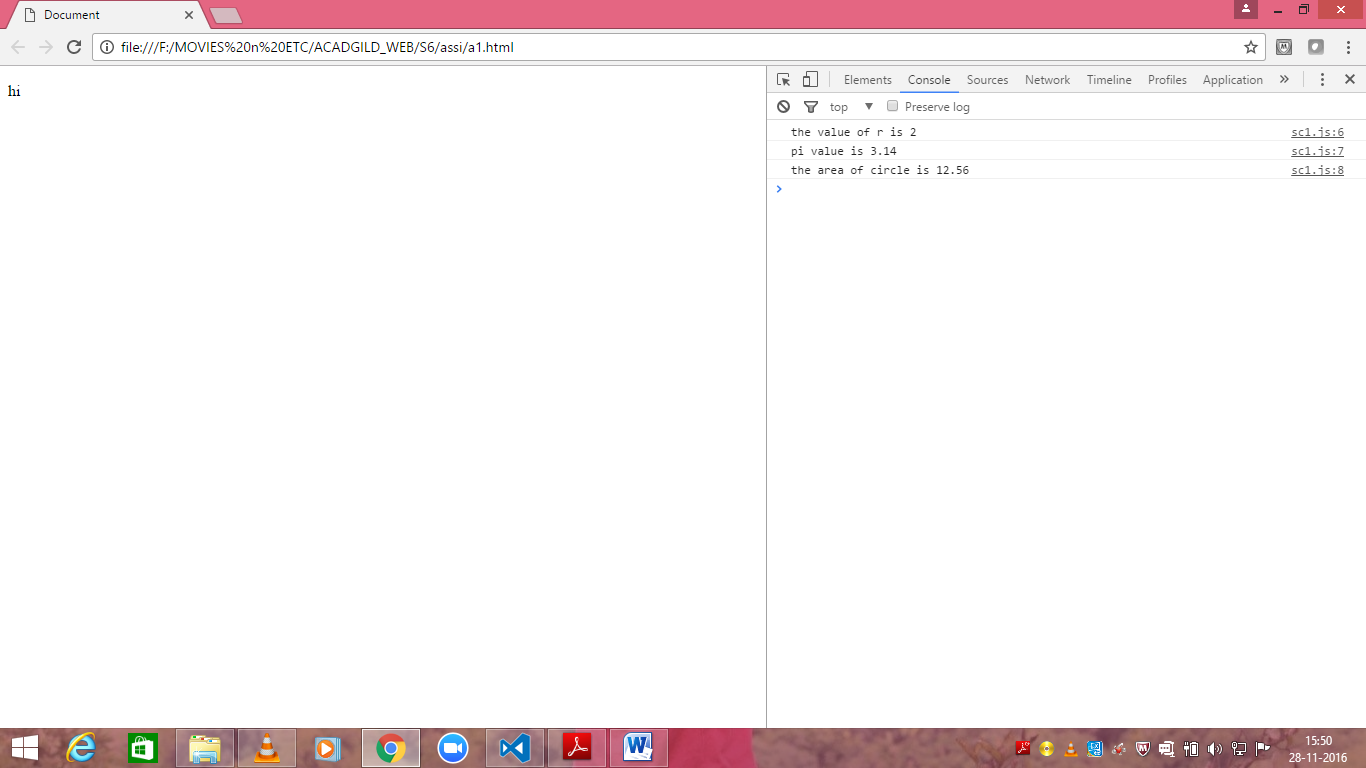 Document
file:///F:/MOVIES%20n%20ETC/ACADGILD_WEB/S6/assi/a1.html
hi
Elements Console Sources Network Timeline Profiles Application »
top ▼ Preserve log
the value of r is 2 sc1.js:6
pi value is 3.14 sc1.js:7
the area of circle is 12.56 sc1.js:8
15:50
28-11-2016